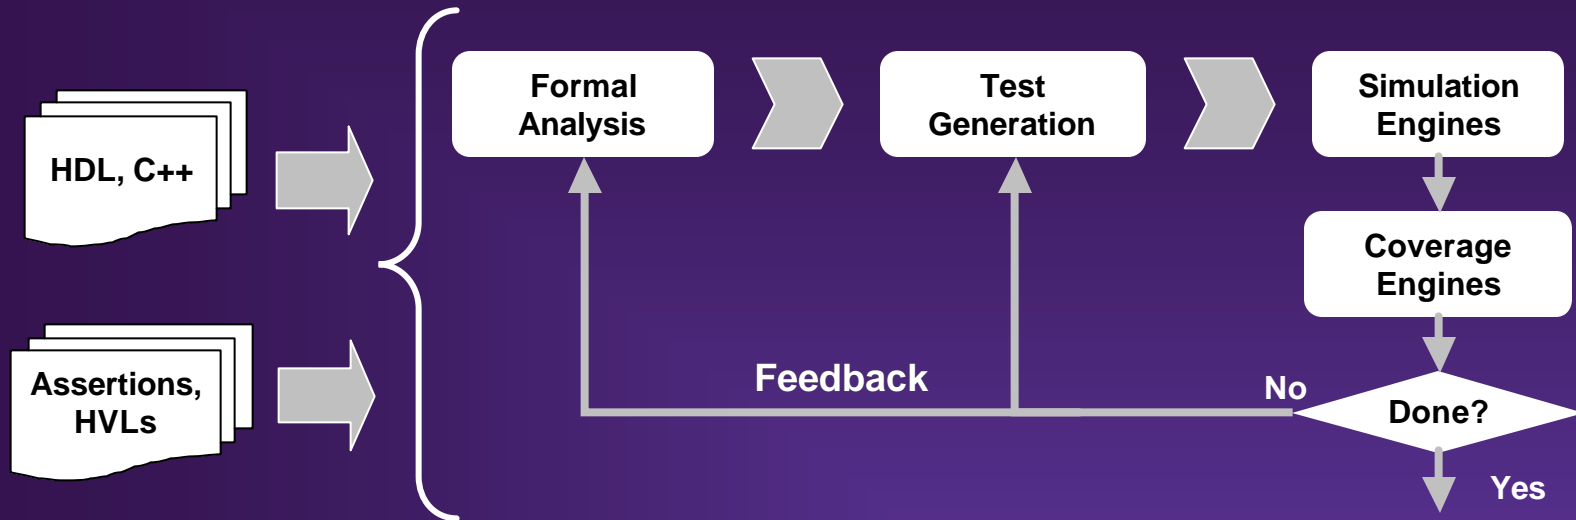 HDL, C++
Assertions,
HVLs
Formal
Analysis
Test
Generation
Simulation
Engines
Coverage
Engines
Feedback
No
Done?
Yes